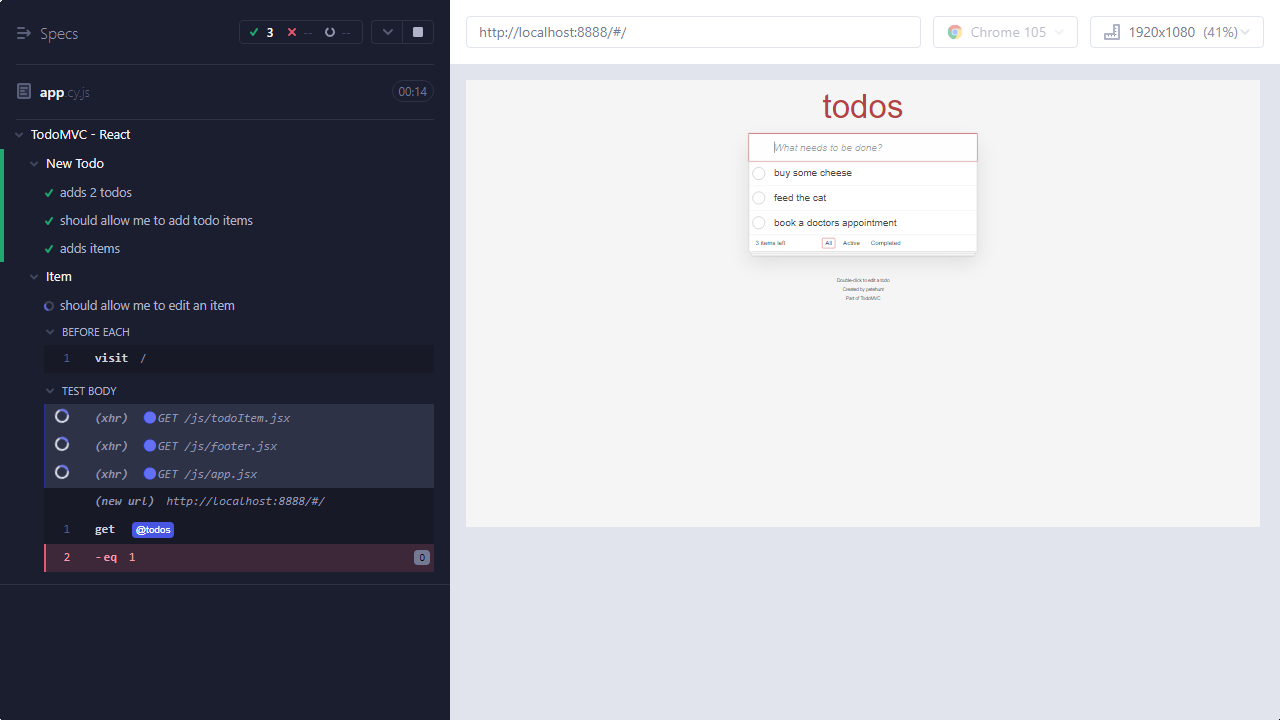 Specs
3 -- --
app.cy.js 00:14
TodoMVC - React
New Todo
adds 2 todos
should allow me to add todo items
adds items
Item
should allow me to edit an item
BEFORE EACH
1 visit /
TEST BODY
(xhr) GET /js/todoItem.jsx
(xhr) GET /js/footer.jsx
(xhr) GET /js/app.jsx
(new url) http://localhost:8888/#/
1 get @todos
2 -eq 1 0
http://localhost:8888/#/
Chrome 105
1920x1080 (41%)
todos
What needs to be done?
buy some cheese
feed the cat
book a doctors appointment
3 items left All Active Completed
Double-click to edit a todo
Created by petehunt
Part of TodoMVC